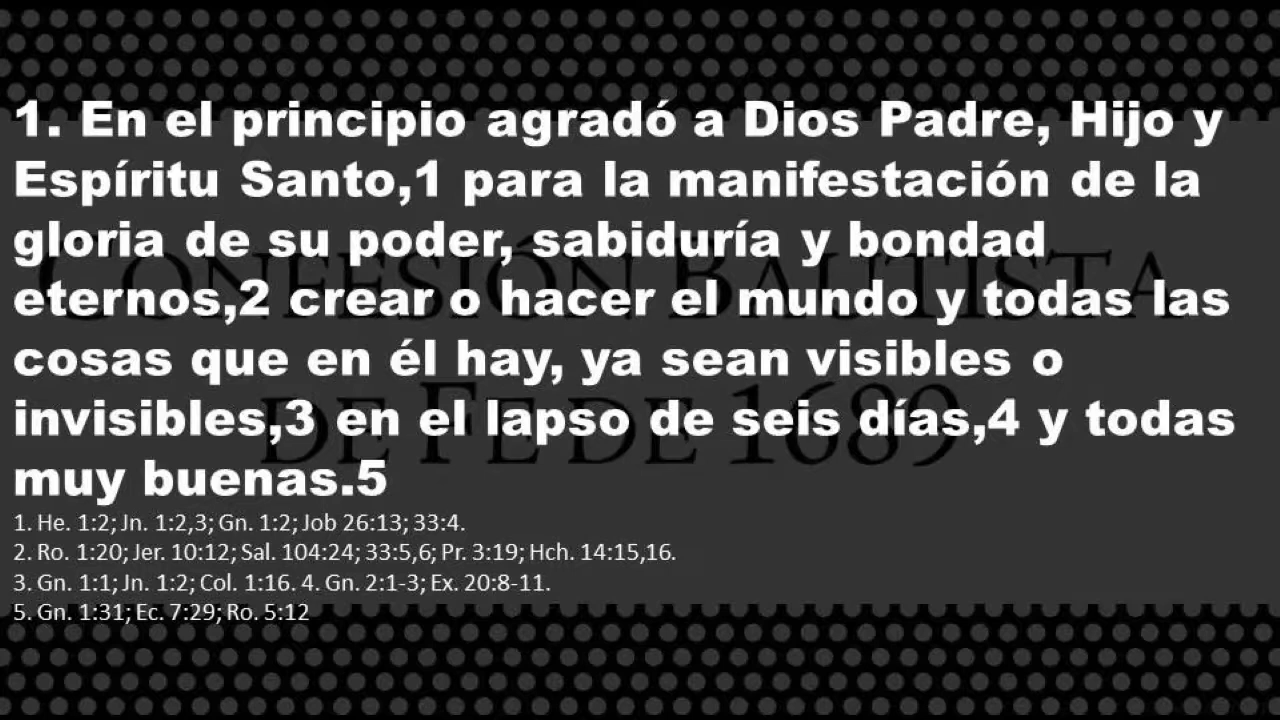 1. En el principio agradó a Dios Padre, Hijo y
Espíritu Santo,1 para la manifestación de la
gloria de su poder, sabiduría y bondad
eternos,2 crear o hacer el mundo y todas las
cosas que en él hay, ya sean visibles o
invisibles,3 en el lapso de seis días,4 y todas
muy buenas.5
1. He. 1:2; Jn. 1:2,3; Gn. 1:2; Job 26:13; 33:4.
2. Ro. 1:20; Jer. 10:12; Sal. 104:24; 33:5,6; Pr. 3:19; Hch. 14:15,16.
3. Gn. 1:1; Jn. 1:2; Col. 1:16. 4. Gn. 2:1-3; Ex. 20:8-11.
5. Gn. 1:31; Ec. 7:29; Ro. 5:12
CONFESIÓN BAUTISTA
DE FE DE 1689